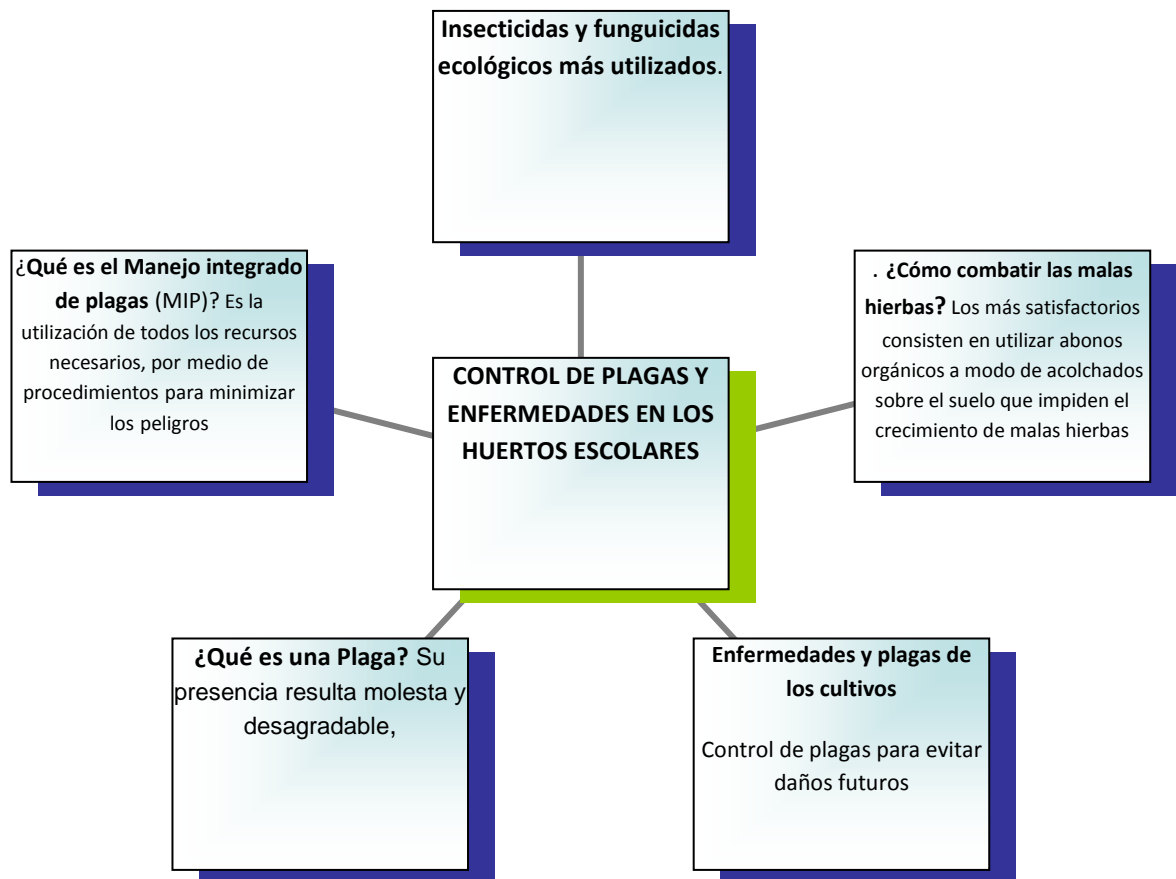 Insecticidas y funguicidas
ecológicos más utilizados.
¿Qué es el Manejo integrado
de plagas (MIP)? Es la
utilización de todos los recursos
necesarios, por medio de
procedimientos para minimizar
los peligros
. ¿Cómo combatir las malas
hierbas? Los más satisfactorios
consisten en utilizar abonos
orgánicos a modo de acolchados
sobre el suelo que impiden el
crecimiento de malas hierbas
CONTROL DE PLAGAS Y
ENFERMEDADES EN LOS
HUERTOS ESCOLARES
¿Qué es una Plaga? Su
presencia resulta molesta y
desagradable,
Enfermedades y plagas de
los cultivos
Control de plagas para evitar
daños futuros